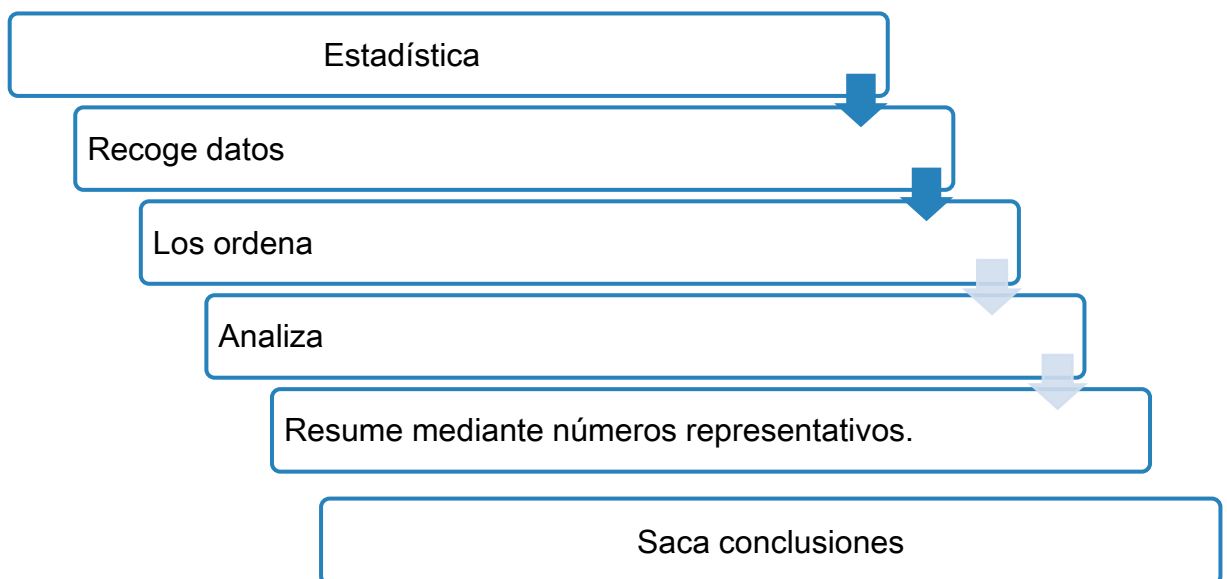 Estadística
Recoge datos
Los ordena
Analiza
Resume mediante números representativos.
Saca conclusiones